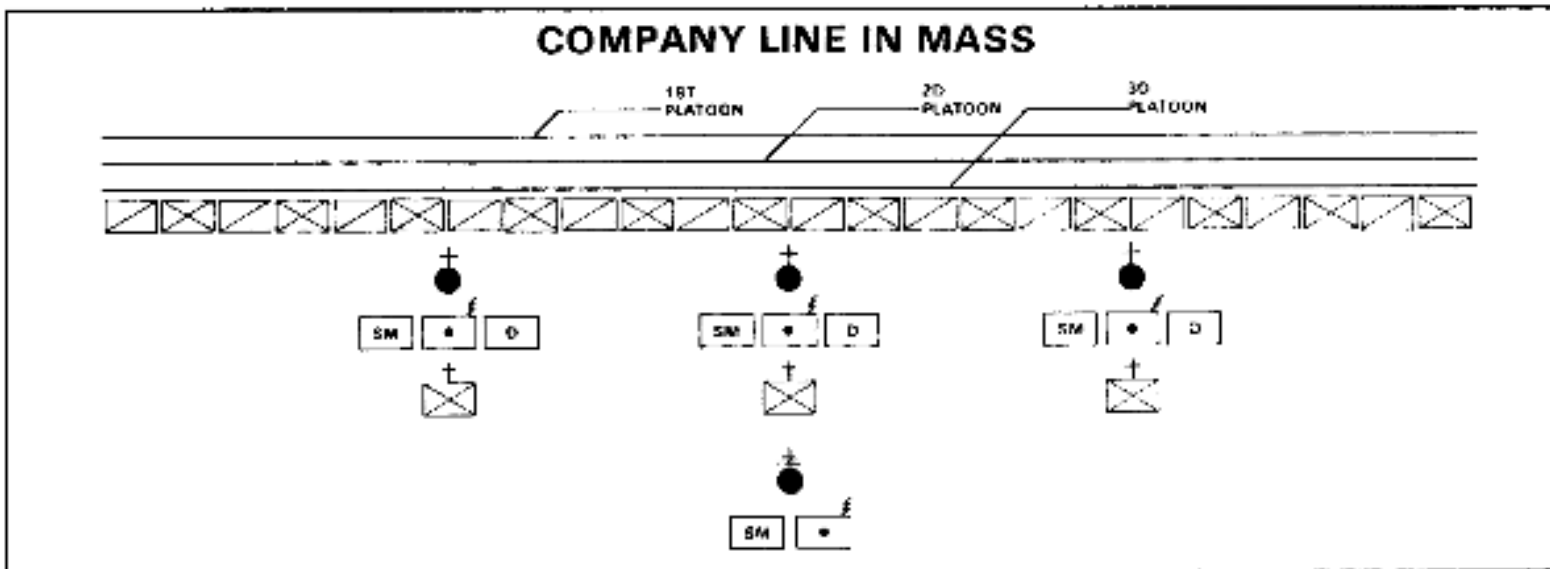 COMPANY LINE IN MASS
1ST PLATOON
2D PLATOON
3D PLATOON
SM D SM D SM D
SM